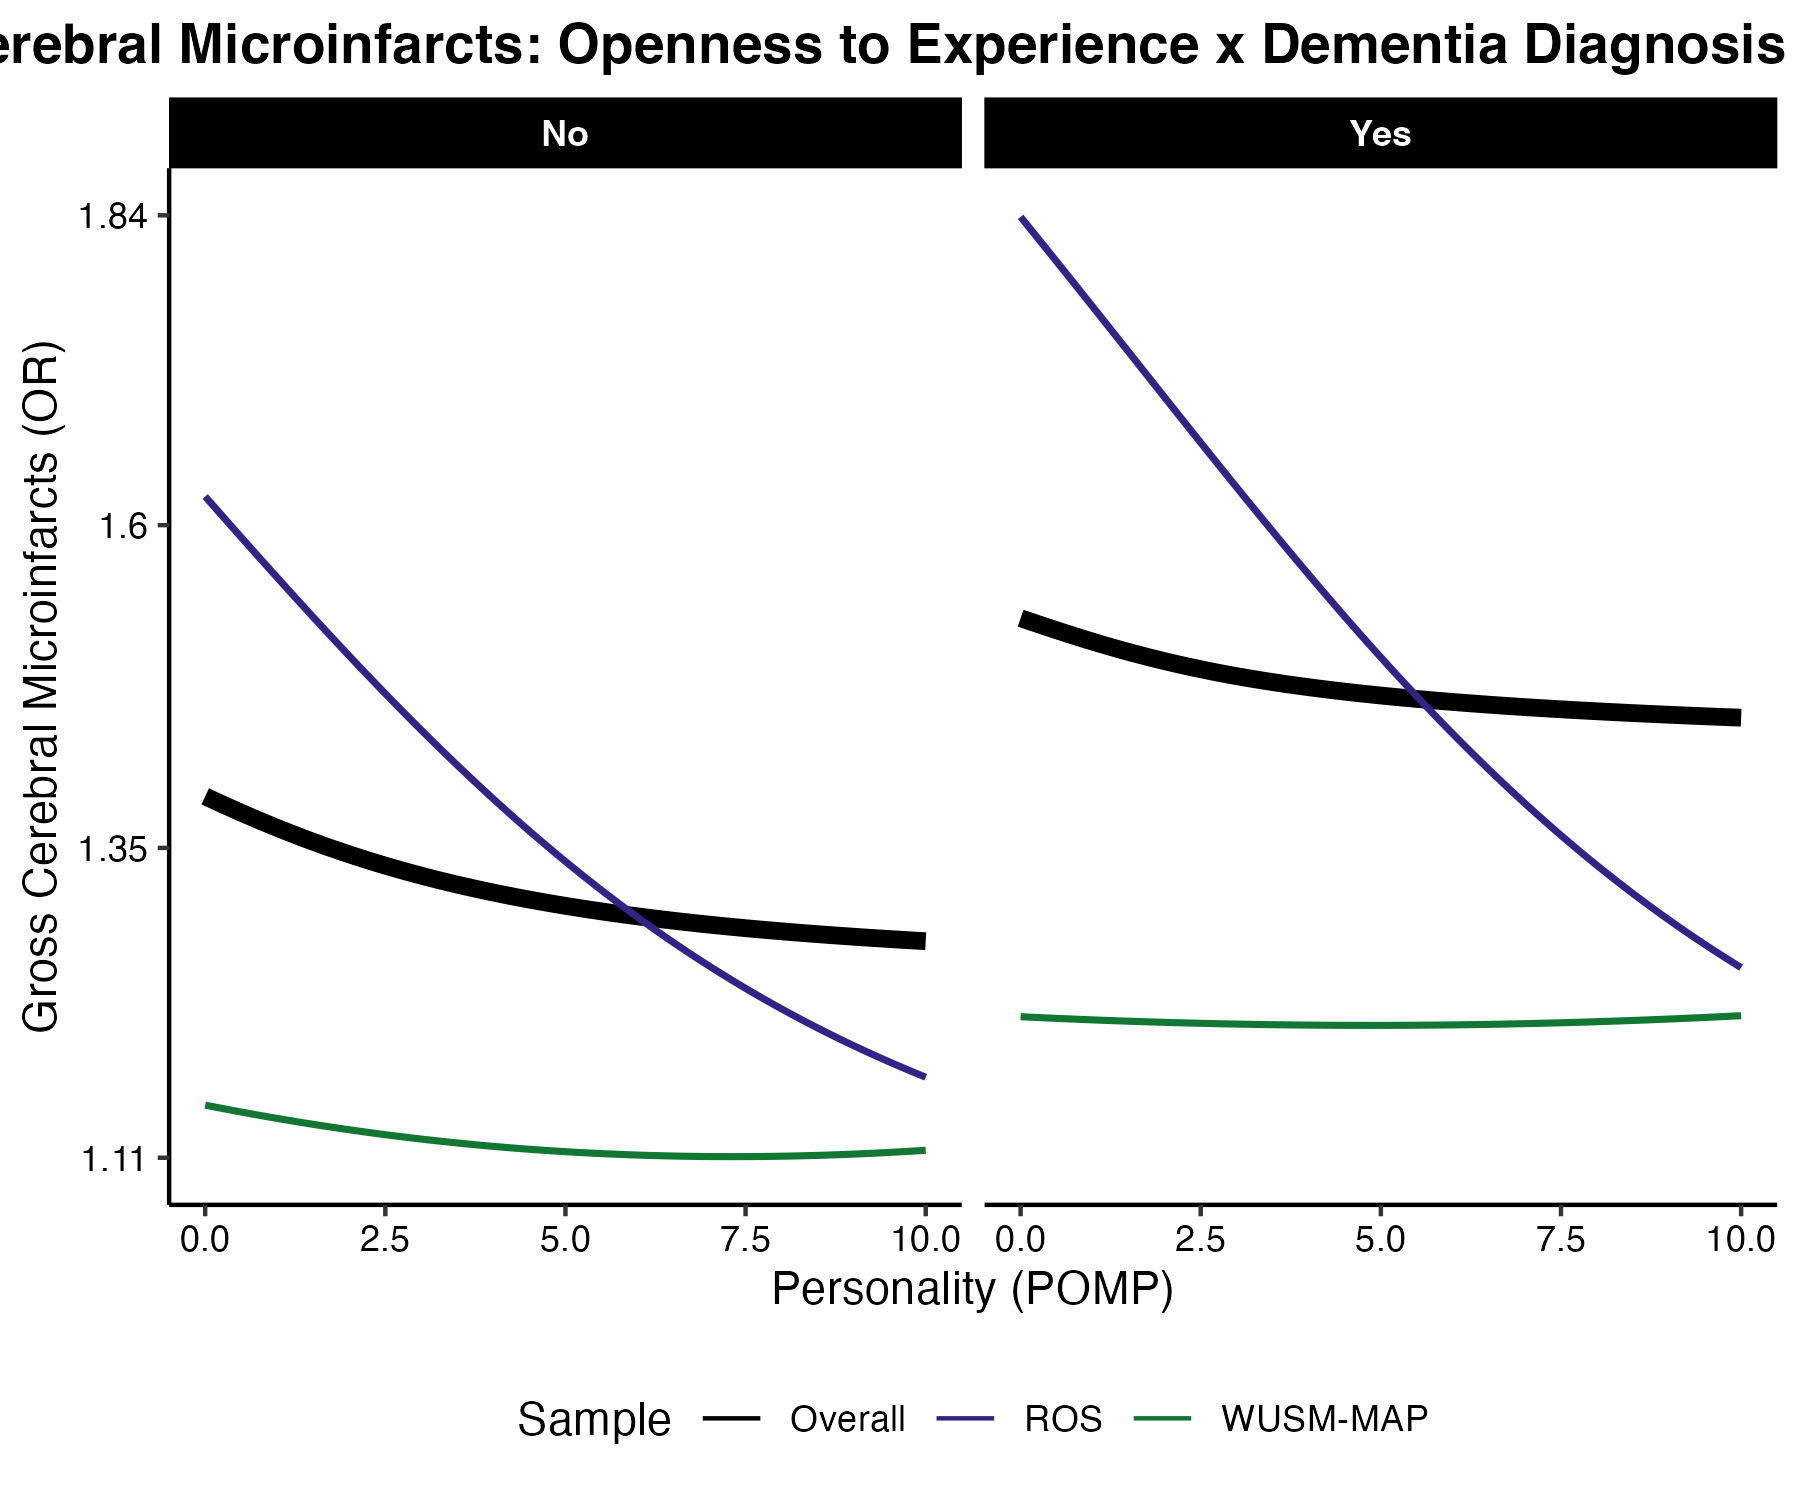 erebral Microinfarcts: Openness to Experience x Dementia Diagnosis
No
Yes
Gross Cerebral Microinfarcts (OR)
1.84
1.6
1.35
1.11
0.0 2.5 5.0 7.5 10.0 0.0 2.5 5.0 7.5 10.0
Personality (POMP)
Sample Overall ROS WUSM-MAP